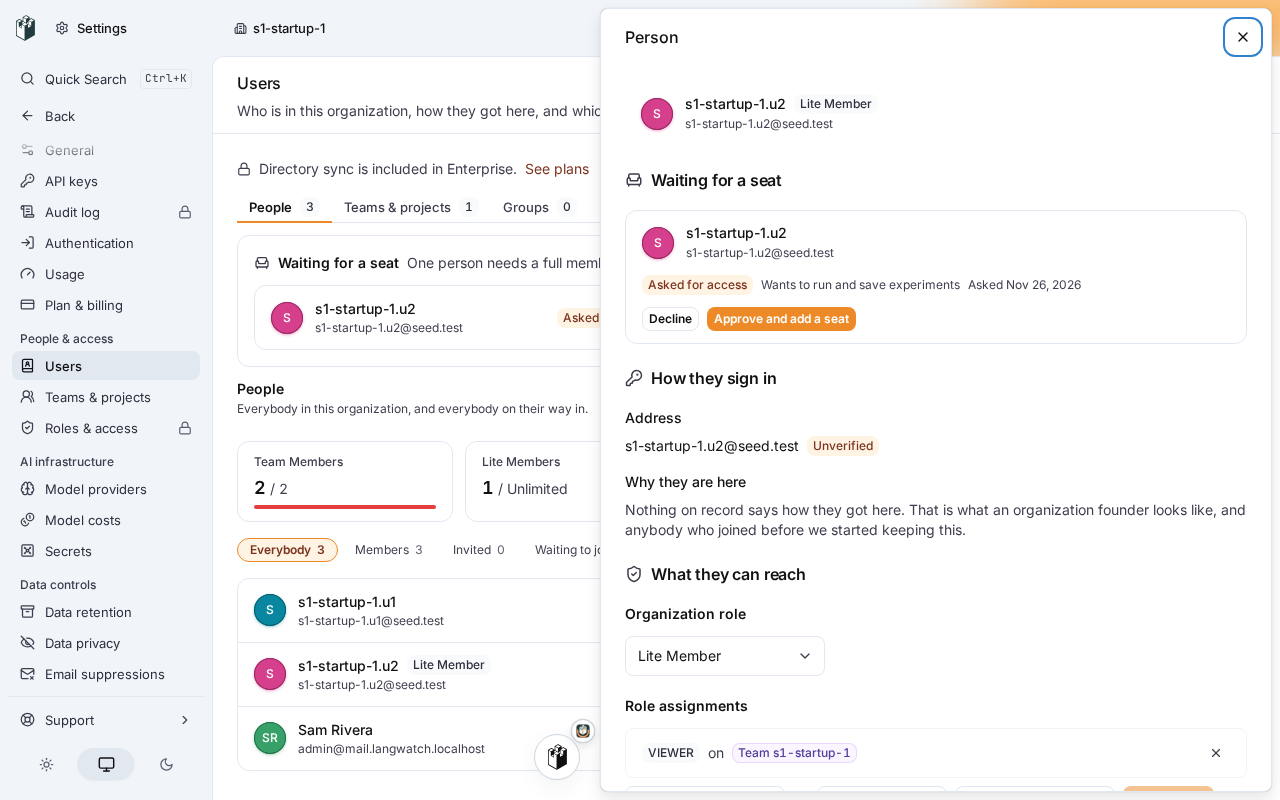 Settings
s1-startup-1
Quick Search Ctrl+K
Back
General
API keys
Audit log
Authentication
Usage
Plan & billing
People & access
Users
Teams & projects
Roles & access
AI infrastructure
Model providers
Model costs
Secrets
Data controls
Data retention
Data privacy
Email suppressions
Support
Users
Who is in this organization, how they got here, and
Directory sync is included in Enterprise. See plans
People 3 Teams & projects 1 Groups 0
Waiting for a seat One person needs a full
s1-startup-1.u2
s1-startup-1.u2@seed.test
Asked
People
Everybody in this organization, and everybody on their way in.
Team Members
2 / 2
Lite Members
1 / Unlimited
Everybody 3 Members 3 Invited 0 Waiting to
s1-startup-1.u1
s1-startup-1.u1@seed.test
s1-startup-1.u2 Lite Member
s1-startup-1.u2@seed.test
Sam Rivera
admin@mail.langwatch.localhost
S
S
S
SR
Person
S
s1-startup-1.u2 Lite Member
s1-startup-1.u2@seed.test
Waiting for a seat
S
s1-startup-1.u2
s1-startup-1.u2@seed.test
Asked for access Wants to run and save experiments Asked Nov 26, 2026
Decline Approve and add a seat
How they sign in
Address
s1-startup-1.u2@seed.test Unverified
Why they are here
Nothing on record says how they got here. That is what an organization founder looks like, and
anybody who joined before we started keeping this.
What they can reach
Organization role
Lite Member
Role assignments
VIEWER on Team s1-startup-1